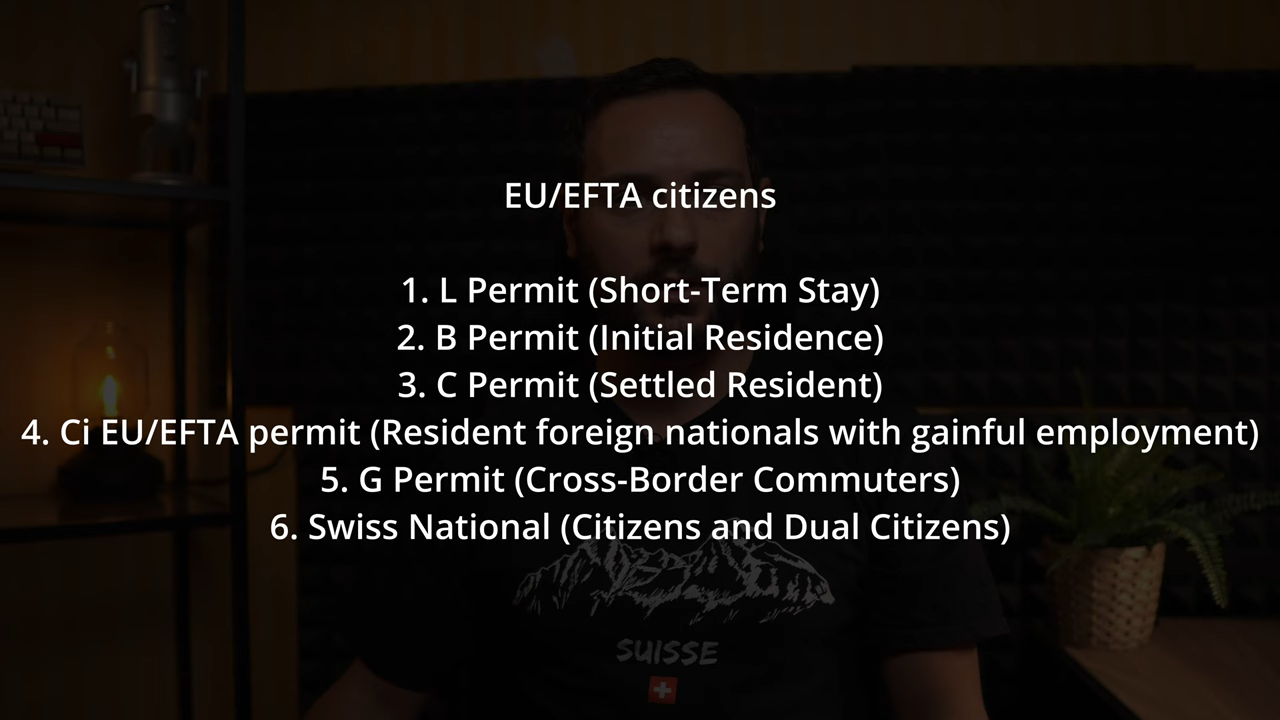 EU/EFTA citizens
1. L Permit (Short-Term Stay)
2. B Permit (Initial Residence)
3. C Permit (Settled Resident)
4. Ci EU/EFTA permit (Resident foreign nationals with gainful employment)
5. G Permit (Cross-Border Commuters)
6. Swiss National (Citizens and Dual Citizens)
SUISSE